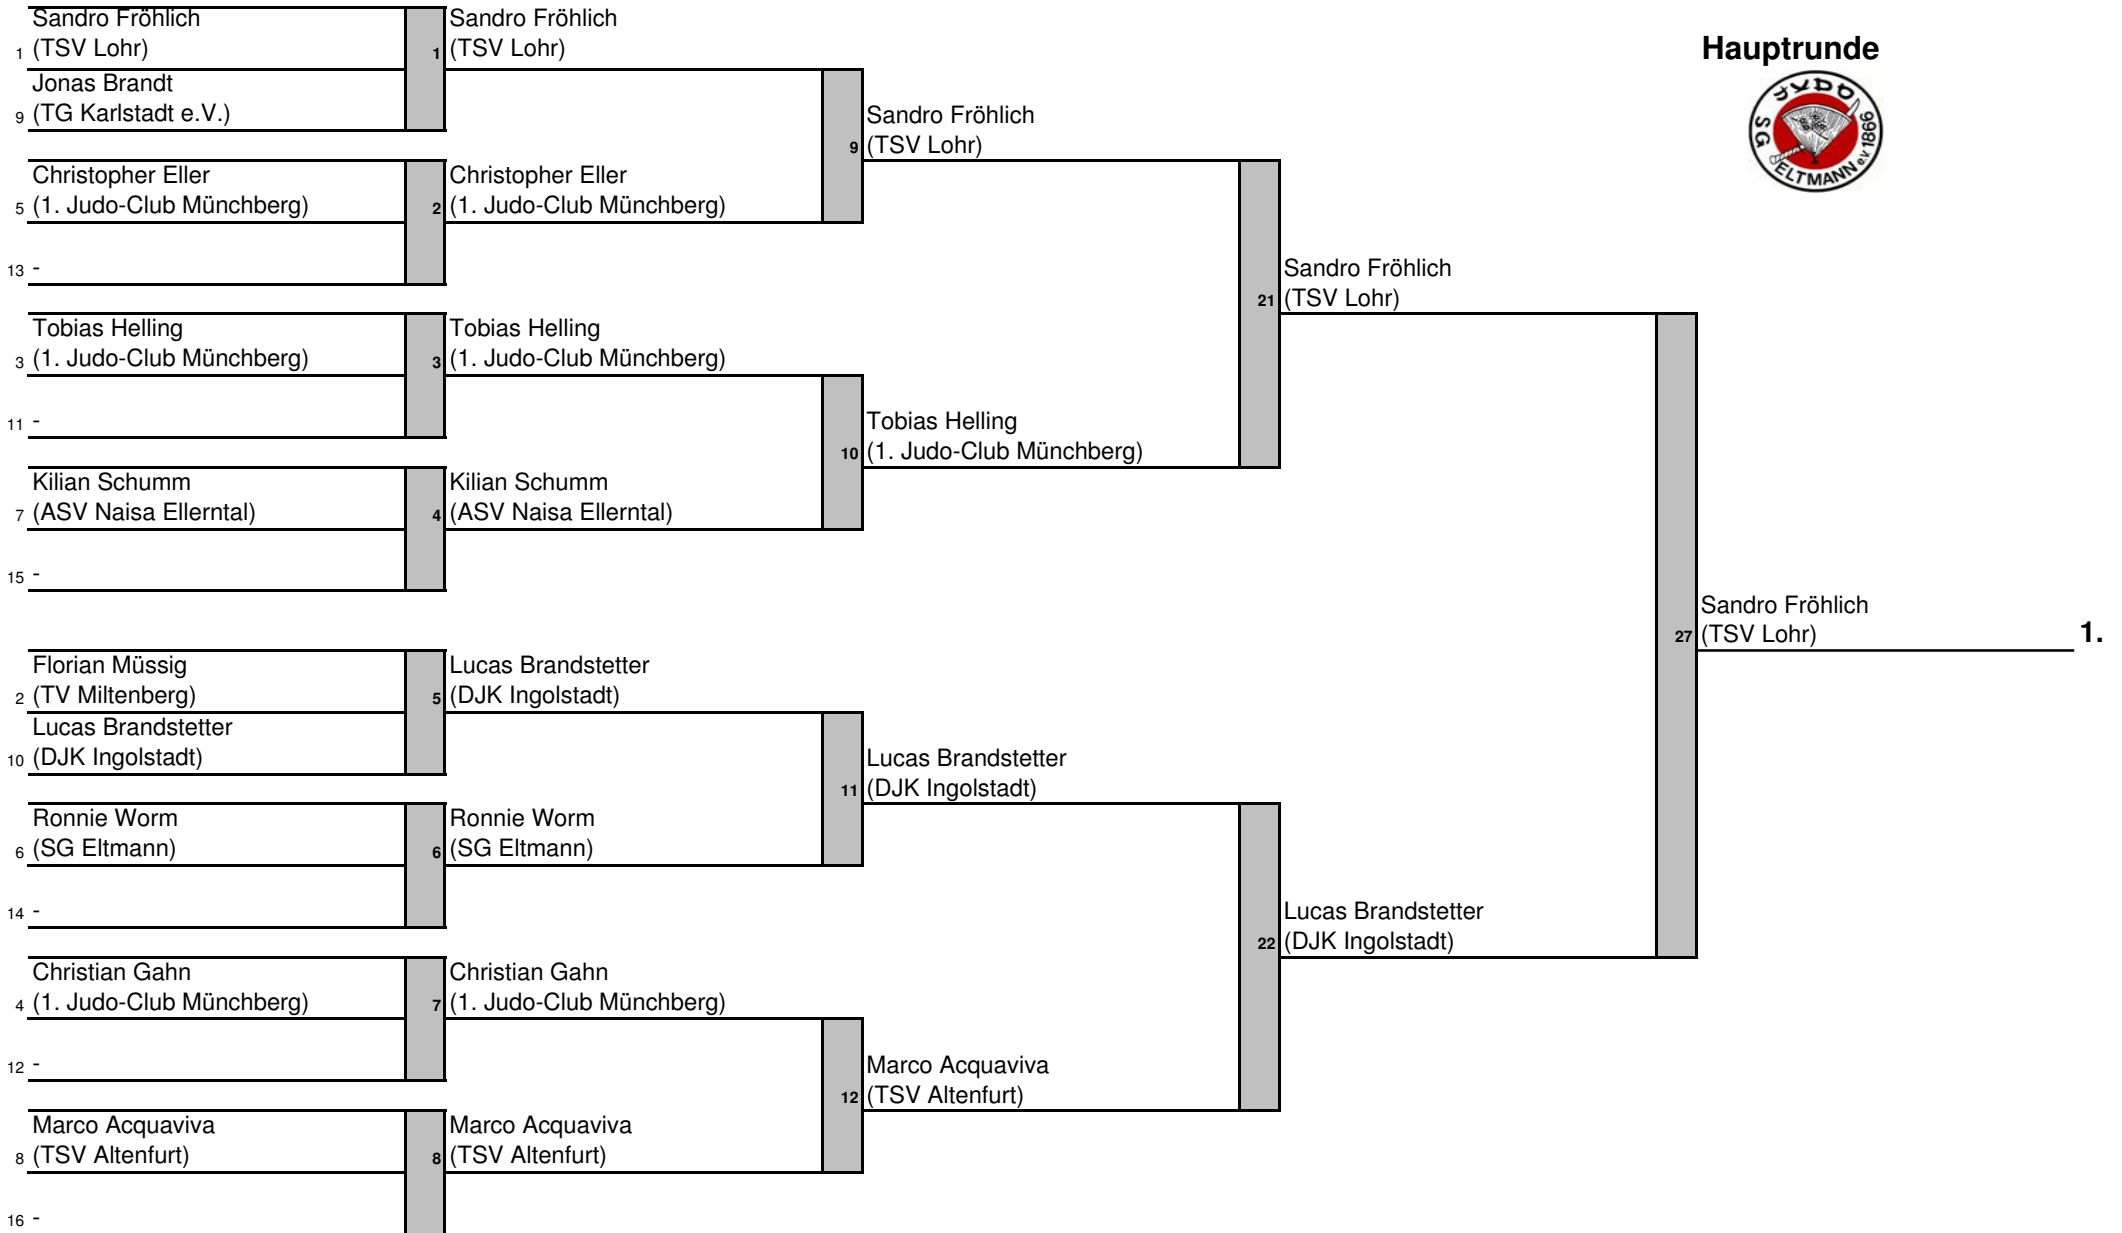 Hauptrunde
JUDO
SG ELTMANN e.V. 1866
Sandro Fröhlich
1 (TSV Lohr)
Jonas Brandt
9 (TG Karlstadt e.V.)
Christopher Eller
5 (1. Judo-Club Münchberg)
13 -
Tobias Helling
3 (1. Judo-Club Münchberg)
11 -
Kilian Schumm
7 (ASV Naisa Ellerntal)
15 -
Florian Müssig
2 (TV Miltenberg)
Lucas Brandstetter
10 (DJK Ingolstadt)
Ronnie Worm
6 (SG Eltmann)
14 -
Christian Gahn
4 (1. Judo-Club Münchberg)
12 -
Marco Acquaviva
8 (TSV Altenfurt)
16 -
Sandro Fröhlich
1 (TSV Lohr)
Christopher Eller
2 (1. Judo-Club Münchberg)
Tobias Helling
3 (1. Judo-Club Münchberg)
Kilian Schumm
4 (ASV Naisa Ellerntal)
Lucas Brandstetter
5 (DJK Ingolstadt)
Ronnie Worm
6 (SG Eltmann)
Christian Gahn
7 (1. Judo-Club Münchberg)
Marco Acquaviva
8 (TSV Altenfurt)
Sandro Fröhlich
9 (TSV Lohr)
Tobias Helling
10 (1. Judo-Club Münchberg)
Lucas Brandstetter
11 (DJK Ingolstadt)
Marco Acquaviva
12 (TSV Altenfurt)
Sandro Fröhlich
21 (TSV Lohr)
Lucas Brandstetter
22 (DJK Ingolstadt)
Sandro Fröhlich
27 (TSV Lohr) 1.